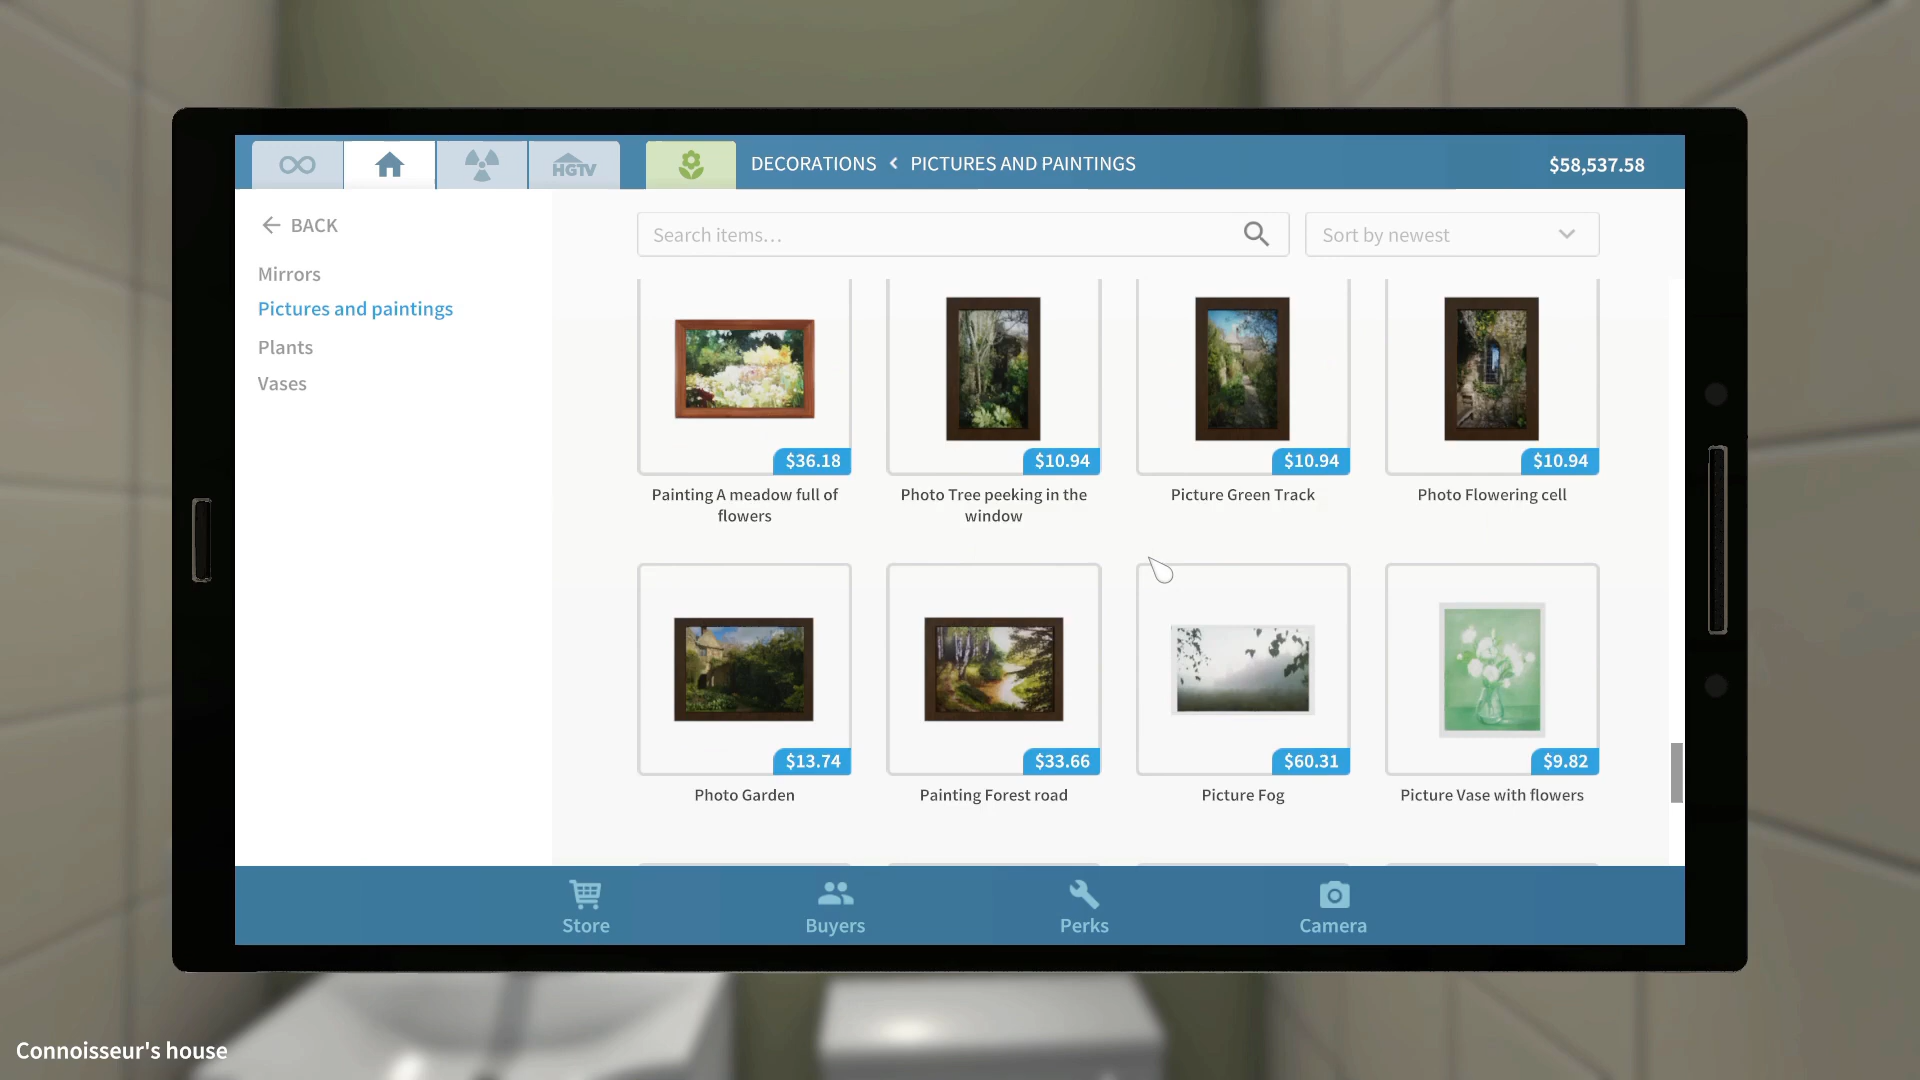 HGTV
DECORATIONS < PICTURES AND PAINTINGS
$58,537.58
BACK
Mirrors
Pictures and paintings
Plants
Vases
Search items...
Sort by newest
$36.18
$10.94
$10.94
$10.94
Painting A meadow full of
flowers
Photo Tree peeking in the
window
Picture Green Track
Photo Flowering cell
$13.74
$33.66
$60.31
$9.82
Photo Garden
Painting Forest road
Picture Fog
Picture Vase with flowers
Store
Buyers
Perks
Camera
Connoisseur's house